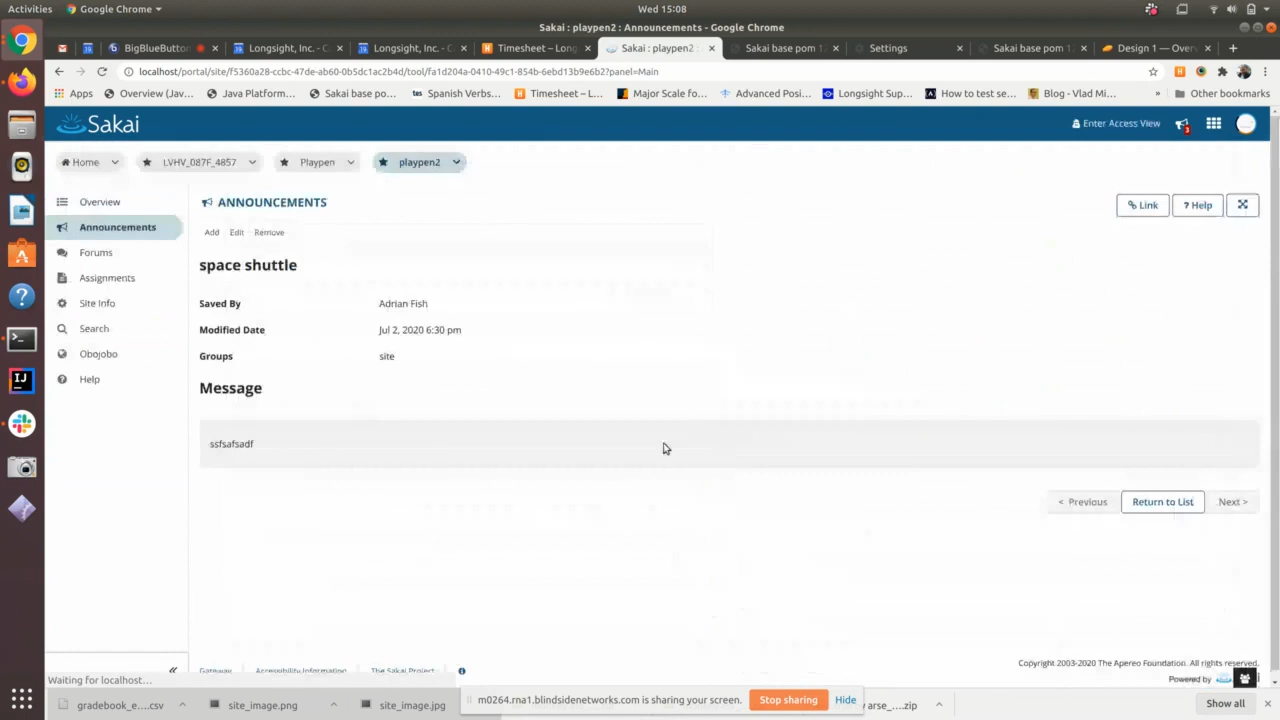 Activities Google Chrome Wed 15:08
Sakai: playpen2 : Announcements - Google Chrome
BigBlueButton Longsight, Inc. - C Longsight, Inc. - C Timesheet – Long Sakai : playpen2 : Sakai base pom 1 Settings Sakai base pom 1 Design 1 — Over
localhost/portal/site/f5360a28-ccbc-47de-ab60-0b5dc1ac2b4d/tool/fa1d204a-0410-49c1-854b-6ebd13b9e6b2?panel=Main
Apps Overview (Jav... Java Platform... Sakai base po... Spanish Verbs... Timesheet – L... Major Scale fo... Advanced Posi... Longsight Sup... How to test se... Blog - Vlad Mi... » Other bookmarks
Sakai Enter Access View 3
Home LVHV_087F_4857 Playpen playpen2
Overview
Announcements
Forums
Assignments
Site Info
Search
Obojobo
Help
ANNOUNCEMENTS Link ? Help
Add Edit Remove
space shuttle
Saved By Adrian Fish
Modified Date Jul 2, 2020 6:30 pm
Groups site
Message
ssfsafsadf
< Previous Return to List Next >
Gateway Accessibility Information The Sakai Project
Copyright 2003-2020 The Apereo Foundation. All rights reserved.
Powered by
Waiting for localhost...
gradebook_e....csv site_image.png site_image.jpg m0264.rna1.blindsidenetworks.com is sharing your screen. Stop sharing Hide arse_....zip Show all